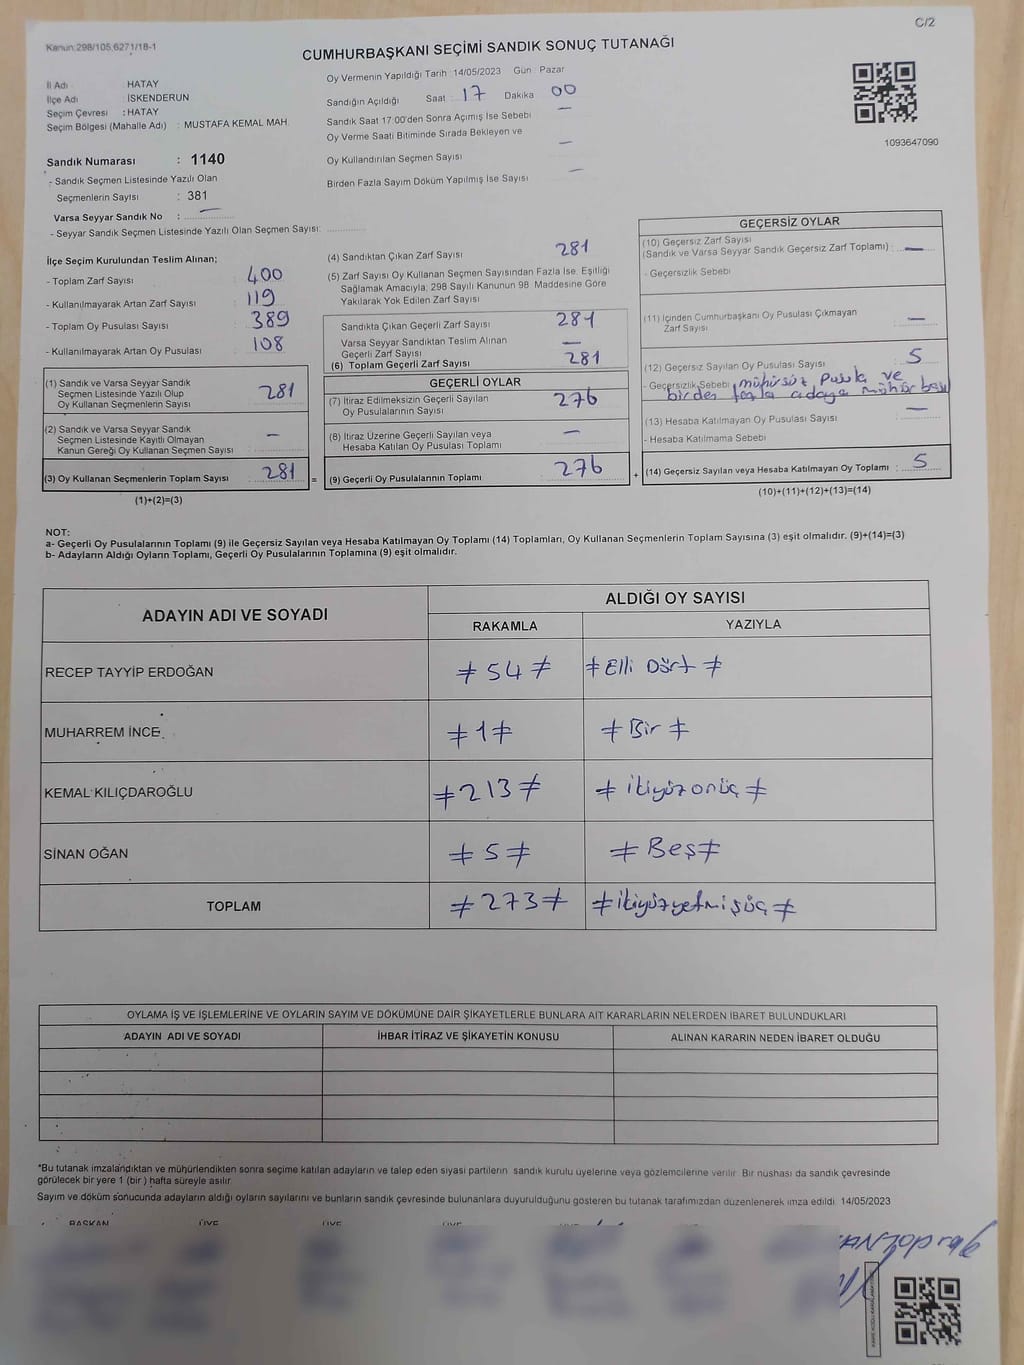 C/2
Kanun:298/105,6271/18-1
CUMHURBAŞKANI SEÇİMİ SANDIK SONUÇ TUTANAĞI
İl Adı : HATAY
İlçe Adı : İSKENDERUN
Seçim Çevresi : HATAY
Seçim Bölgesi (Mahalle Adı) : MUSTAFA KEMAL MAH.
Sandık Numarası : 1140
- Sandık Seçmen Listesinde Yazılı Olan
Seçmenlerin Sayısı : 381
Varsa Seyyar Sandık No : —
- Seyyar Sandık Seçmen Listesinde Yazılı Olan Seçmen Sayısı:
Oy Vermenin Yapıldığı Tarih 14/05/2023 Gün Pazar
Sandığın Açıldığı Saat : 17 Dakika 00
Sandık Saat 17:00'den Sonra Açımış İse Sebebi —
Oy Verme Saati Bitiminde Sırada Bekleyen ve
Oy Kullandırılan Seçmen Sayısı —
Birden Fazla Sayım Döküm Yapılmış İse Sayısı —
1093647090
İlçe Seçim Kurulundan Teslim Alınan;
- Toplam Zarf Sayısı : 400
- Kullanılmayarak Artan Zarf Sayısı : 119
- Toplam Oy Pusulası Sayısı : 389
- Kullanılmayarak Artan Oy Pusulası : 108
(1) Sandık ve Varsa Seyyar Sandık
Seçmen Listesinde Yazılı Olup
Oy Kullanan Seçmenlerin Sayısı : 281
(2) Sandık ve Varsa Seyyar Sandık
Seçmen Listesinde Kayıtlı Olmayan
Kanun Gereği Oy Kullanan Seçmen Sayısı : —
(3) Oy Kullanan Seçmenlerin Toplam Sayısı : 281
(1)+(2)=(3)
(4) Sandıktan Çıkan Zarf Sayısı 281
(5) Zarf Sayısı Oy Kullanan Seçmen Sayısından Fazla İse, Eşitliği
Sağlamak Amacıyla; 298 Sayılı Kanunun 98. Maddesine Göre
Yakılarak Yok Edilen Zarf Sayısı
Sandıkta Çıkan Geçerli Zarf Sayısı : 281
Varsa Seyyar Sandıktan Teslim Alınan
Geçerli Zarf Sayısı : —
(6) Toplam Geçerli Zarf Sayısı : 281
GEÇERLİ OYLAR
(7) İtiraz Edilmeksizin Geçerli Sayılan
Oy Pusulalarının Sayısı : 276
(8) İtiraz Üzerine Geçerli Sayılan veya
Hesaba Katılan Oy Pusulası Toplamı : —
= (9) Geçerli Oy Pusulalarının Toplamı : 276
GEÇERSİZ OYLAR
(10) Geçersiz Zarf Sayısı
(Sandık ve Varsa Seyyar Sandık Geçersiz Zarf Toplamı) : —
- Geçersizlik Sebebi
(11) İçinden Cumhurbaşkanı Oy Pusulası Çıkmayan
Zarf Sayısı : —
(12) Geçersiz Sayılan Oy Pusulası Sayısı : 5
- Geçersizlik Sebebi mühürsüz pusula ve
birden fazla adaya mühür bası
(13) Hesaba Katılmayan Oy Pusulası Sayısı : —
- Hesaba Katılmama Sebebi
+ (14) Geçersiz Sayılan veya Hesaba Katılmayan Oy Toplamı : 5
(10)+(11)+(12)+(13)=(14)
NOT:
a- Geçerli Oy Pusulalarının Toplamı (9) ile Geçersiz Sayılan veya Hesaba Katılmayan Oy Toplamı (14) Toplamları, Oy Kullanan Seçmenlerin Toplam Sayısına (3) eşit olmalıdır. (9)+(14)=(3)
b- Adayların Aldığı Oyların Toplamı, Geçerli Oy Pusulalarının Toplamına (9) eşit olmalıdır.
ADAYIN ADI VE SOYADI ALDIĞI OY SAYISI
RAKAMLA YAZIYLA
RECEP TAYYİP ERDOĞAN ≠ 54 ≠ ≠ Elli Dört ≠
MUHARREM İNCE ≠ 1 ≠ ≠ Bir ≠
KEMAL KILIÇDAROĞLU ≠ 213 ≠ ≠ ikiyüzonüç ≠
SİNAN OĞAN ≠ 5 ≠ ≠ Beş ≠
TOPLAM ≠ 273 ≠ ≠ ikiyüzyetmişüç ≠
OYLAMA İŞ VE İŞLEMLERİNE VE OYLARIN SAYIM VE DÖKÜMÜNE DAİR ŞİKAYETLERLE BUNLARA AİT KARARLARIN NELERDEN İBARET BULUNDUKLARI
ADAYIN ADI VE SOYADI İHBAR İTİRAZ VE ŞİKAYETİN KONUSU ALINAN KARARIN NEDEN İBARET OLDUĞU
*Bu tutanak imzalandıktan ve mühürlendikten sonra seçime katılan adayların ve talep eden siyasi partilerin sandık kurulu üyelerine veya gözlemcilerine verilir. Bir nushası da sandık çevresinde
görülecek bir yere 1 (bir) hafta süreyle asılır.
Sayım ve döküm sonucunda adayların aldığı oyların sayılarını ve bunların sandık çevresinde bulunanlara duyurulduğunu gösteren bu tutanak tarafımızdan düzenlenerek imza edildi. 14/05/2023
BAŞKAN ÜYE ÜYE ÜYE ÜYE